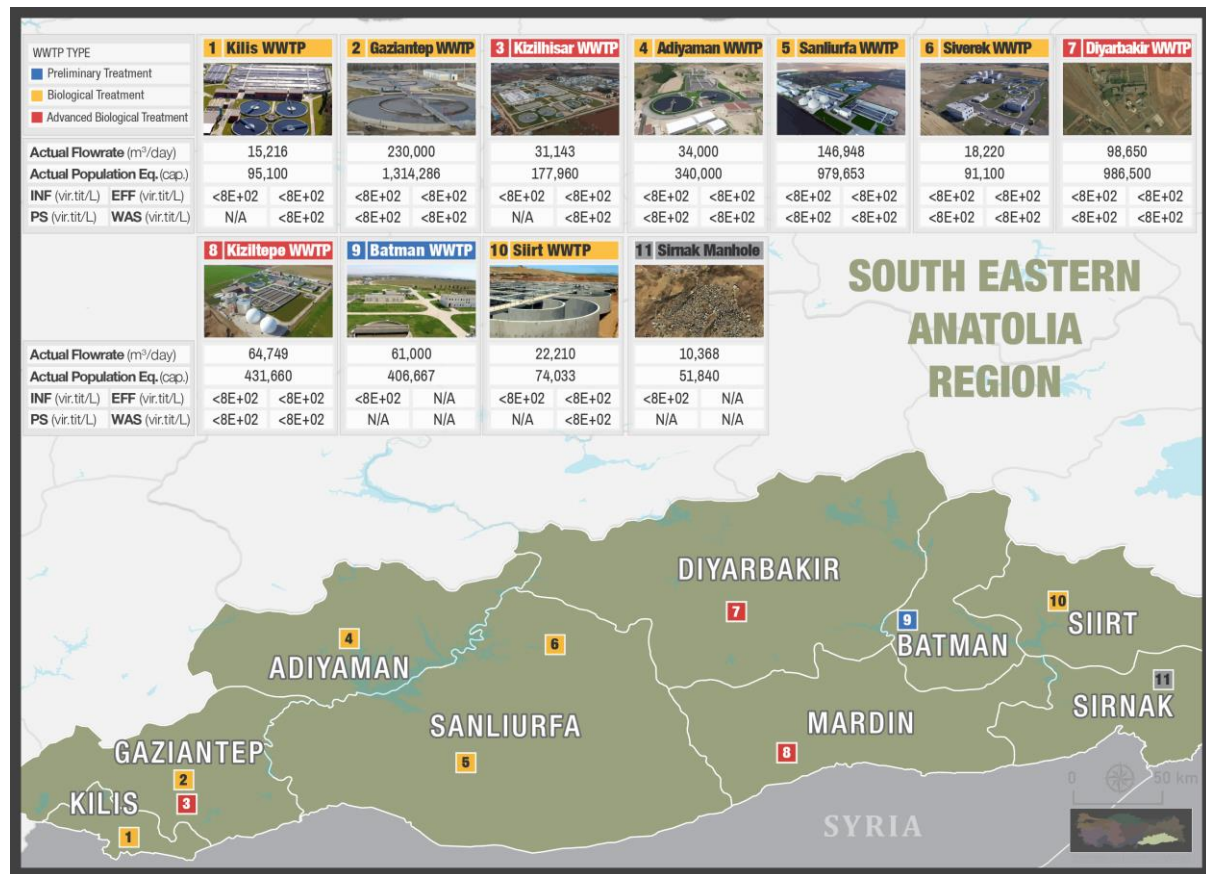 WWTP TYPE
Preliminary Treatment
Biological Treatment
Advanced Biological Treatment
1 Kilis WWTP 2 Gaziantep WWTP 3 Kizilhisar WWTP 4 Adiyaman WWTP 5 Sanliurfa WWTP 6 Siverek WWTP 7 Diyarbakir WWTP
Actual Flowrate (m³/day) 15,216 230,000 31,143 34,000 146,948 18,220 98,650
Actual Population Eq. (cap.) 95,100 1,314,286 177,960 340,000 979,653 91,100 986,500
INF (vir.tit/L) EFF (vir.tit/L) <8E+02 <8E+02 <8E+02 <8E+02 <8E+02 <8E+02 <8E+02 <8E+02 <8E+02 <8E+02 <8E+02 <8E+02 <8E+02 <8E+02
PS (vir.tit/L) WAS (vir.tit/L) N/A <8E+02 <8E+02 <8E+02 N/A <8E+02 <8E+02 <8E+02 <8E+02 <8E+02 <8E+02 <8E+02 <8E+02 <8E+02
8 Kiziltepe WWTP 9 Batman WWTP 10 Siirt WWTP 11 Sirnak Manhole
Actual Flowrate (m³/day) 64,749 61,000 22,210 10,368
Actual Population Eq. (cap.) 431,660 406,667 74,033 51,840
INF (vir.tit/L) EFF (vir.tit/L) <8E+02 <8E+02 <8E+02 N/A <8E+02 <8E+02 <8E+02 N/A
PS (vir.tit/L) WAS (vir.tit/L) <8E+02 <8E+02 N/A N/A N/A <8E+02 N/A N/A
SOUTH EASTERN
ANATOLIA
REGION
DIYARBAKIR
7
9
10
SIIRT
4
6
BATMAN
ADIYAMAN
11
SIRNAK
SANLIURFA
MARDIN
GAZIANTEP
5
8
2
3
KILIS
1
0 50 km
SYRIA